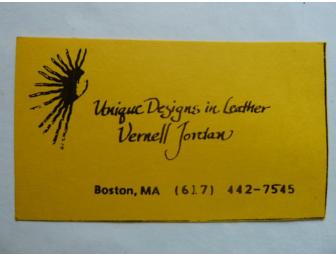 Unique Designs in Leather
Vernell Jordan
Boston, MA (617) 442-7545